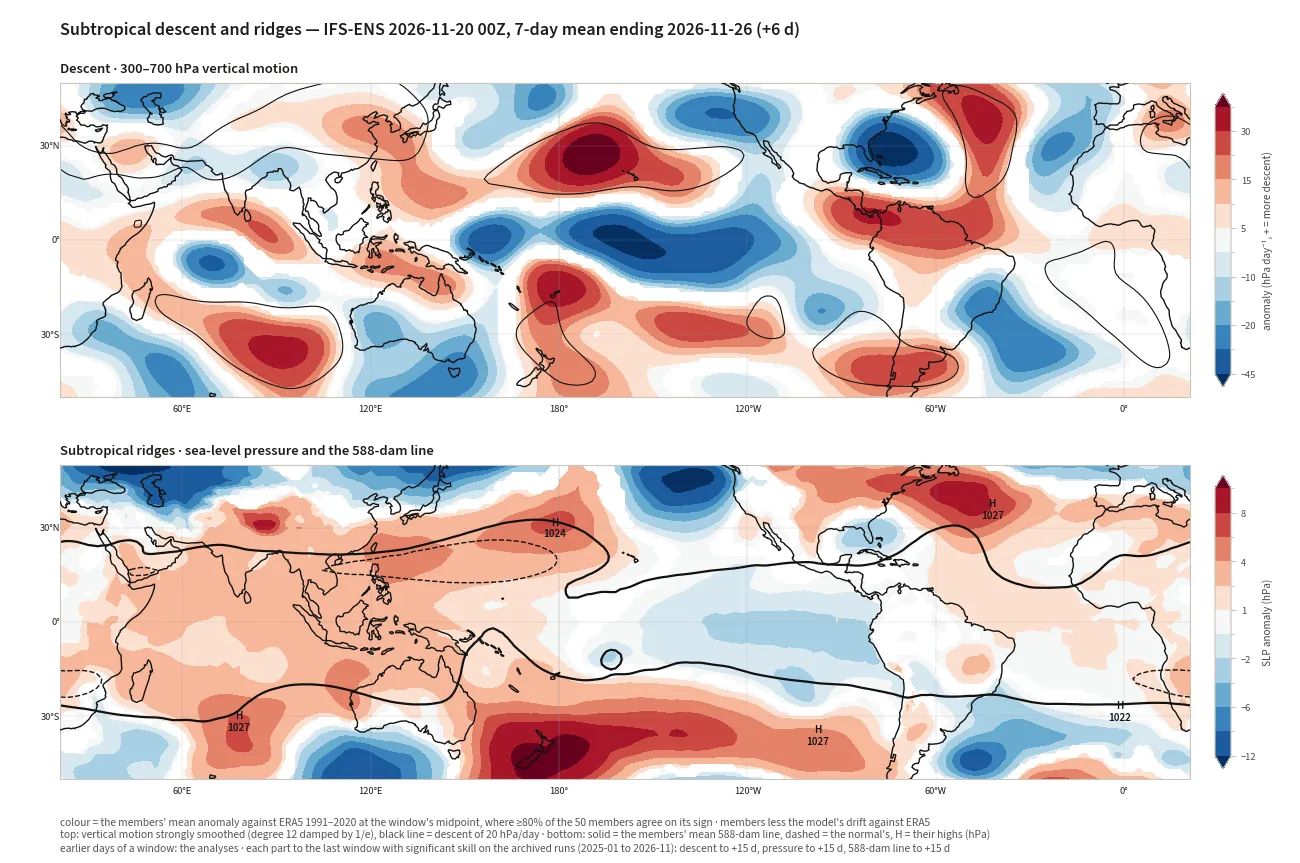 Subtropical descent and ridges — IFS-ENS 2026-11-20 00Z, 7-day mean ending 2026-11-26 (+6 d)
Descent · 300–700 hPa vertical motion
30°N
0°
30°S
60°E
120°E
180°
120°W
60°W
0°
30
15
5
−10
−20
−45
anomaly (hPa day⁻¹, + = more descent)
Subtropical ridges · sea-level pressure and the 588-dam line
30°N
0°
30°S
H
1024
H
1027
H
1027
H
1027
H
1022
60°E
120°E
180°
120°W
60°W
0°
8
4
1
−2
−6
−12
SLP anomaly (hPa)
colour = the members' mean anomaly against ERA5 1991–2020 at the window's midpoint, where ≥80% of the 50 members agree on its sign · members less the model's drift against ERA5
top: vertical motion strongly smoothed (degree 12 damped by 1/e), black line = descent of 20 hPa/day · bottom: solid = the members' mean 588-dam line, dashed = the normal's, H = their highs (hPa)
earlier days of a window: the analyses · each part to the last window with significant skill on the archived runs (2025-01 to 2026-11): descent to +15 d, pressure to +15 d, 588-dam line to +15 d